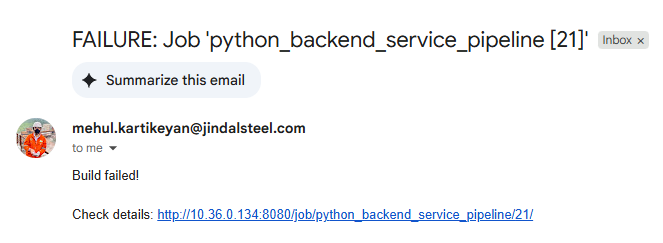 FAILURE: Job 'python_backend_service_pipeline [21]' Inbox ×
Summarize this email
mehul.kartikeyan@jindalsteel.com
to me
Build failed!
Check details: http://10.36.0.134:8080/job/python_backend_service_pipeline/21/